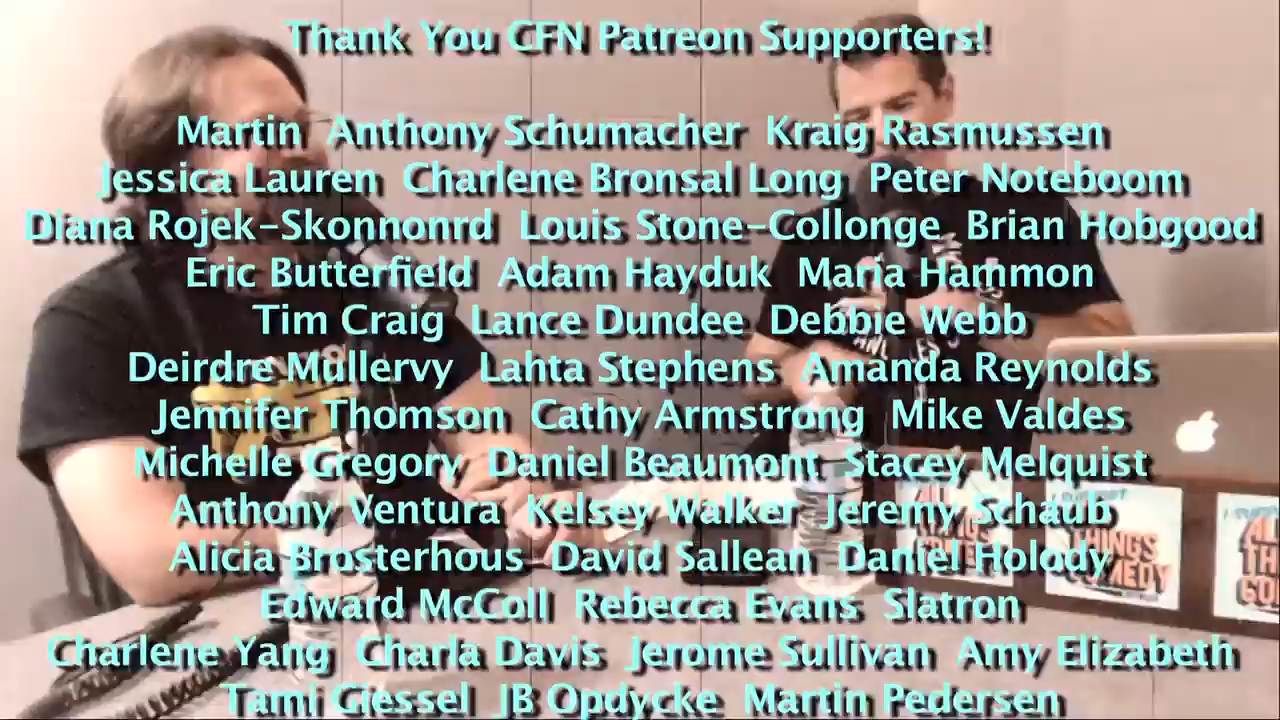 Thank You CFN Patreon Supporters!
Martin Anthony Schumacher Kraig Rasmussen
Jessica Lauren Charlene Bronsal Long Peter Noteboom
Diana Rojek-Skonnonrd Louis Stone-Collonge Brian Hobgood
Eric Butterfield Adam Hayduk Maria Hammon
Tim Craig Lance Dundee Debbie Webb
Deirdre Mullervy Lahta Stephens Amanda Reynolds
Jennifer Thomson Cathy Armstrong Mike Valdes
Michelle Gregory Daniel Beaumont Stacey Melquist
Anthony Ventura Kelsey Walker Jeremy Schaub
Alicia Brosterhous David Sallean Daniel Holody
Edward McColl Rebecca Evans Slatron
Charlene Yang Charla Davis Jerome Sullivan Amy Elizabeth
Tami Giessel JB Opdycke Martin Pedersen
THINGS
COMEDY